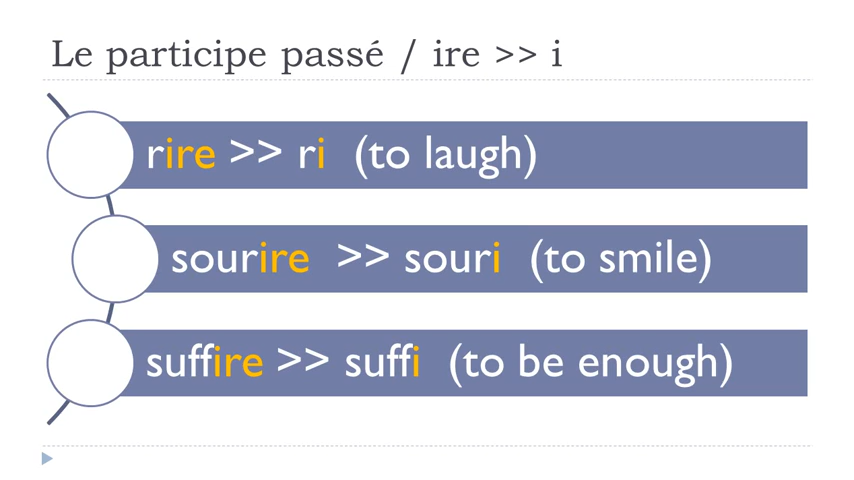 Le participe passé / ire >> i
rire >> ri (to laugh)
sourire >> souri (to smile)
suffire >> suffi (to be enough)